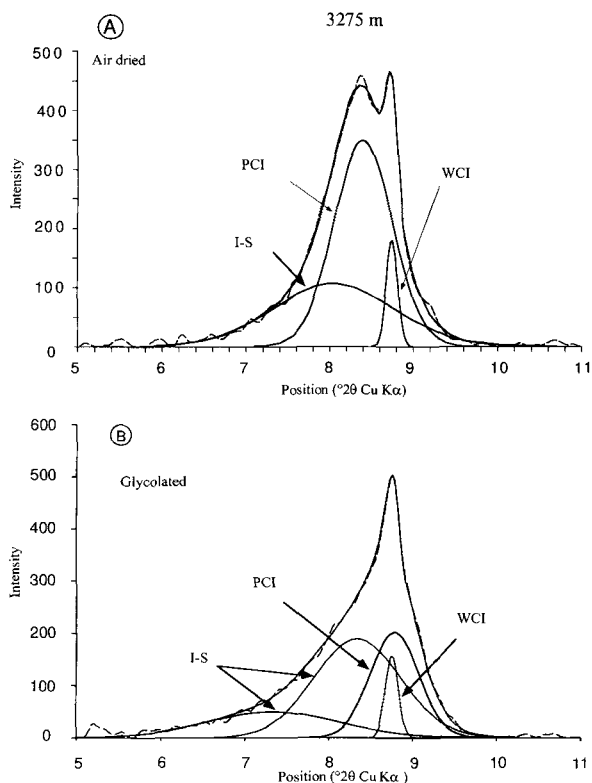 3275 m
A
Air dried
500
400
300
200
100
0
Intensity
PCI
WCI
I-S
5 6 7 8 9 10 11
Position (°2θ Cu Kα)
B
Glycolated
600
500
400
300
200
100
0
Intensity
PCI
WCI
I-S
5 6 7 8 9 10 11
Position (°2θ Cu Kα )